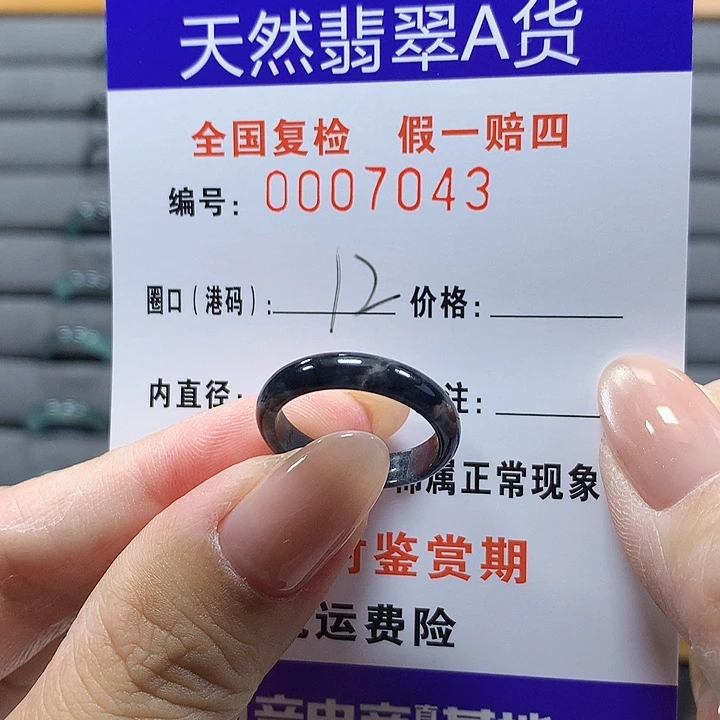 天然翡翠A货
全国复检 假一赔四
编号: 0007043
圈口(港码): 12 价格:
内直径: 注:
属正常现象
鉴赏期
运费险